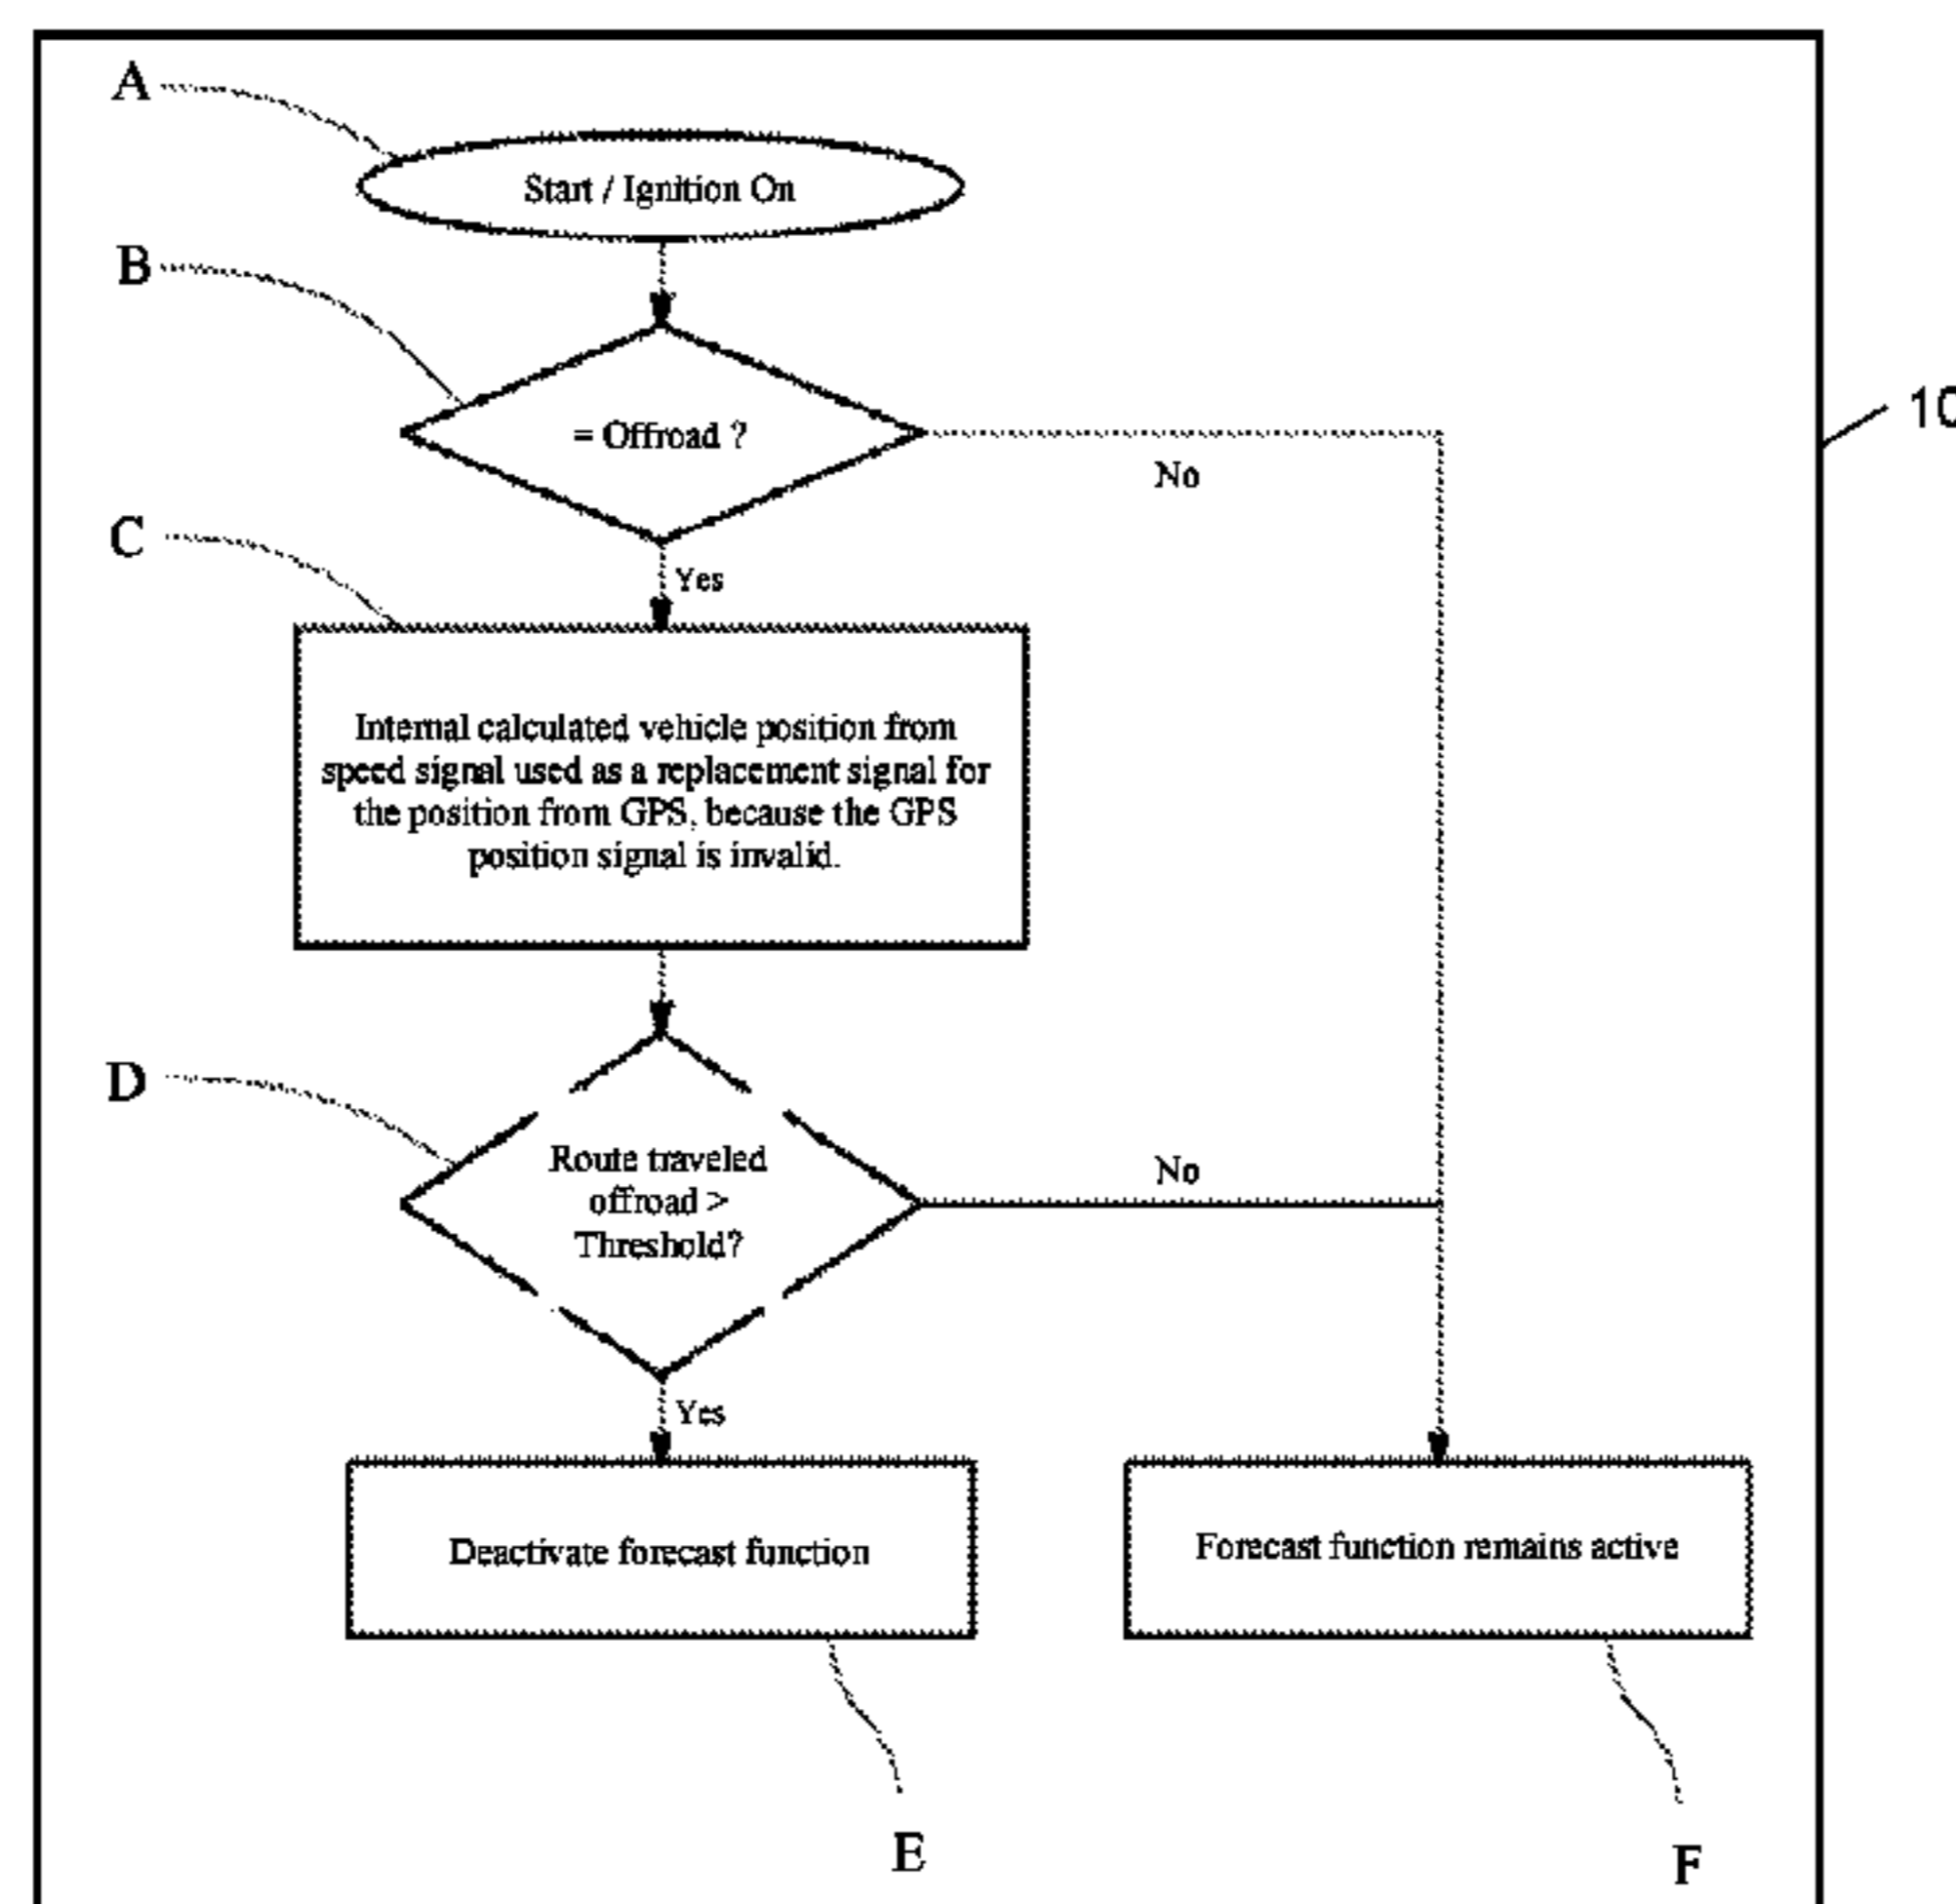 A
Start / Ignition On
B
= Offroad ?
10
No
C
Yes
Internal calculated vehicle position from
speed signal used as a replacement signal for
the position from GPS, because the GPS
position signal is invalid.
D
Route traveled
offroad >
Threshold?
No
Yes
Deactivate forecast function
Forecast function remains active
E
F